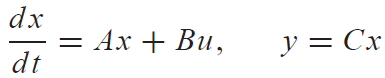 dx/dt = Ax + Bu, y = Cx